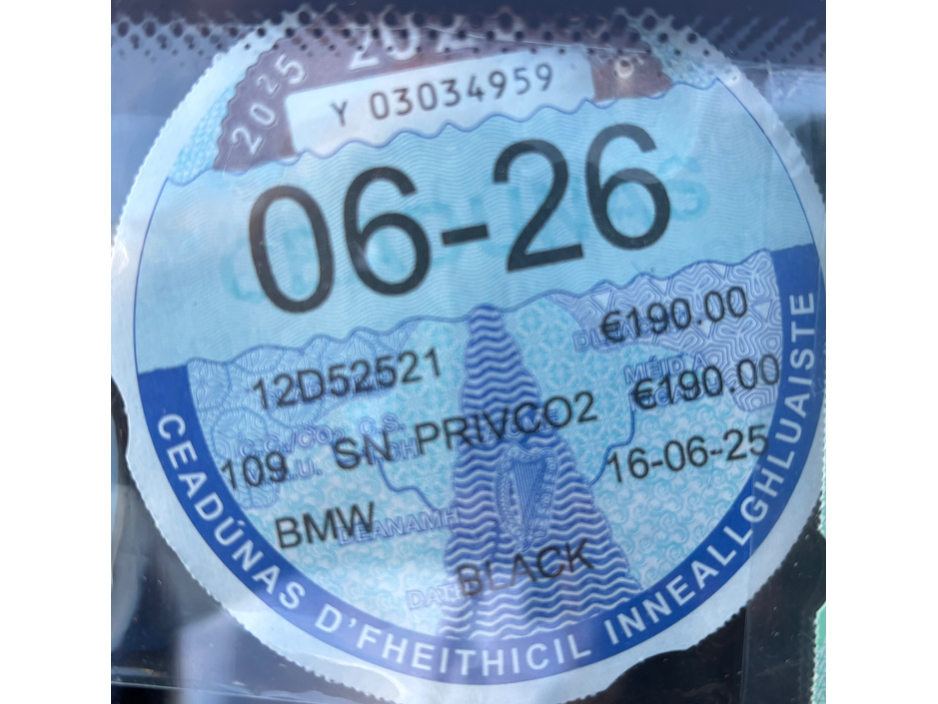 2025
Y 03034959
06-26
€190.00
12D52521
€190.00
109 SN PRIVCO2
16-06-25
BMW
DÉANAMH
BLACK
CEADÚNAS D'FHEITHICIL INNEALLGHLUAISTE